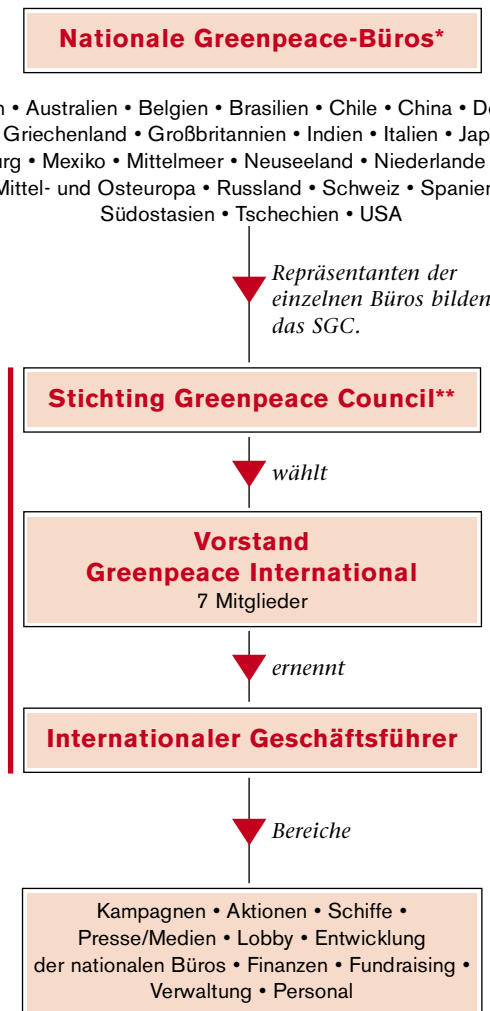 Nationale Greenpeace-Büros*
• Australien • Belgien • Brasilien • Chile • China •
Griechenland • Großbritannien • Indien • Italien •
• Mexiko • Mittelmeer • Neuseeland • Niederlande
Mittel- und Osteuropa • Russland • Schweiz •
Südostasien • Tschechien • USA
Repräsentanten der
einzelnen Büros bilden
das SGC.
Stichting Greenpeace Council**
wählt
Vorstand
Greenpeace International
7 Mitglieder
ernennt
Internationaler Geschäftsführer
Bereiche
Kampagnen • Aktionen • Schiffe •
Presse/Medien • Lobby • Entwicklung
der nationalen Büros • Finanzen • Fundraising •
Verwaltung • Personal